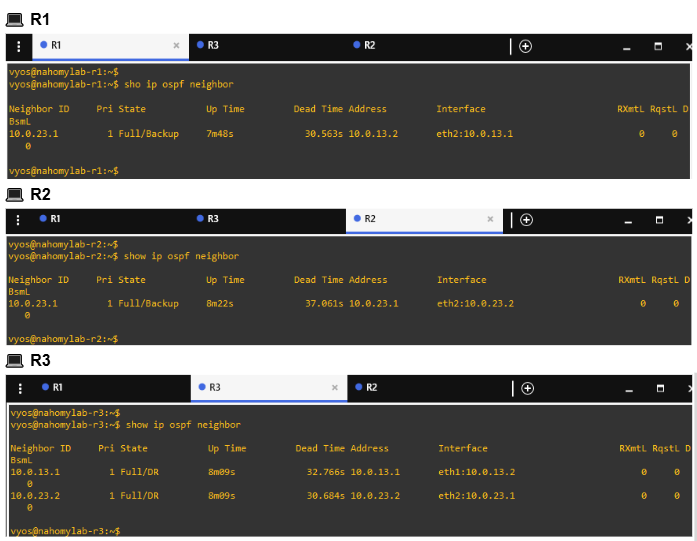 R1
R1 × R3 R2
vyos@nahomylab-r1:~$
vyos@nahomylab-r1:~$ sho ip ospf neighbor
Neighbor ID Pri State Up Time Dead Time Address Interface RXmtL RqstL D
BsmL
10.0.23.1 1 Full/Backup 7m48s 30.563s 10.0.13.2 eth2:10.0.13.1 0 0
0
vyos@nahomylab-r1:~$
R2
R1 R3 R2 ×
vyos@nahomylab-r2:~$
vyos@nahomylab-r2:~$ show ip ospf neighbor
Neighbor ID Pri State Up Time Dead Time Address Interface RXmtL RqstL D
BsmL
10.0.23.1 1 Full/Backup 8m22s 37.061s 10.0.23.1 eth2:10.0.23.2 0 0
0
vyos@nahomylab-r2:~$
R3
R1 R3 × R2
vyos@nahomylab-r3:~$
vyos@nahomylab-r3:~$ show ip ospf neighbor
Neighbor ID Pri State Up Time Dead Time Address Interface RXmtL RqstL D
BsmL
10.0.13.1 1 Full/DR 8m09s 32.766s 10.0.13.1 eth1:10.0.13.2 0 0
0
10.0.23.2 1 Full/DR 8m09s 30.684s 10.0.23.2 eth2:10.0.23.1 0 0
0
vyos@nahomylab-r3:~$